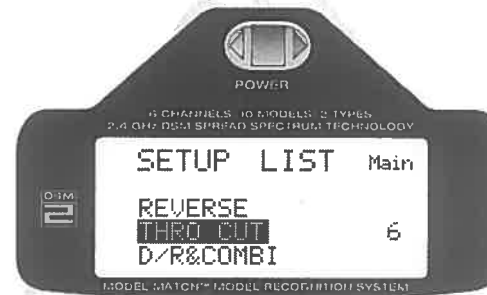 POWER
6 CHANNELS 10 MODELS 2 TYPES
2.4 GHz DSM SPREAD SPECTRUM TECHNOLOGY
SETUP LIST Main
DSM
2
REVERSE
THRO CUT 6
D/R&COMBI
MODEL MATCH™ MODEL RECOGNITION SYSTEM